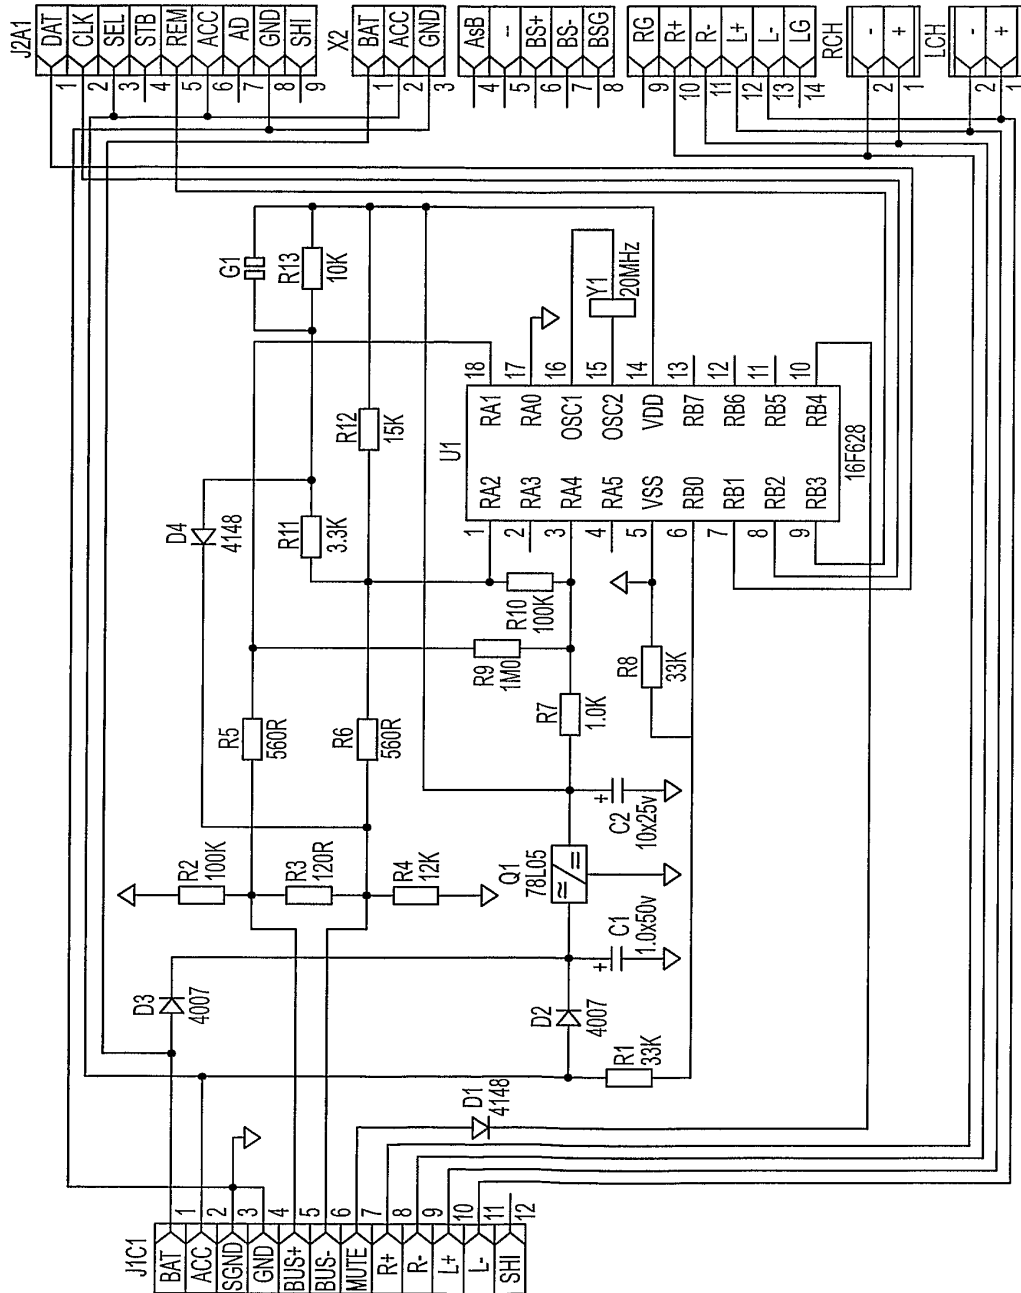 J2A1
DAT
CLK
SEL
STB
REM
ACC
AD
GND
SHI
1
2
3
4
5
6
7
8
9
X2
BAT
ACC
GND
1
2
3
AsB
--
BS+
BS-
BSG
4
5
6
7
8
RG
R+
R-
L+
L-
LG
9
10
11
12
13
14
RCH
-
+
2
1
LCH
-
+
2
1
G1
R13
10K
R12
15K
D4
4148
R11
3.3K
Y1
20MHz
U1
18
17
16
15
14
13
12
11
10
RA1
RA0
OSC1
OSC2
VDD
RB7
RB6
RB5
RB4
RA2
RA3
RA4
RA5
VSS
RB0
RB1
RB2
RB3
1
2
3
4
5
6
7
8
9
16F628
R10
100K
R9
1M0
R8
33K
R7
1.0K
R5
560R
R6
560R
C2
10x25v
+
R2
100K
R3
120R
R4
12K
Q1
78L05
C1
1.0x50v
+
D3
4007
D2
4007
R1
33K
D1
4148
J1C1
BAT
ACC
SGND
GND
BUS+
BUS-
MUTE
R+
R-
L+
L-
SHI
1
2
3
4
5
6
7
8
9
10
11
12